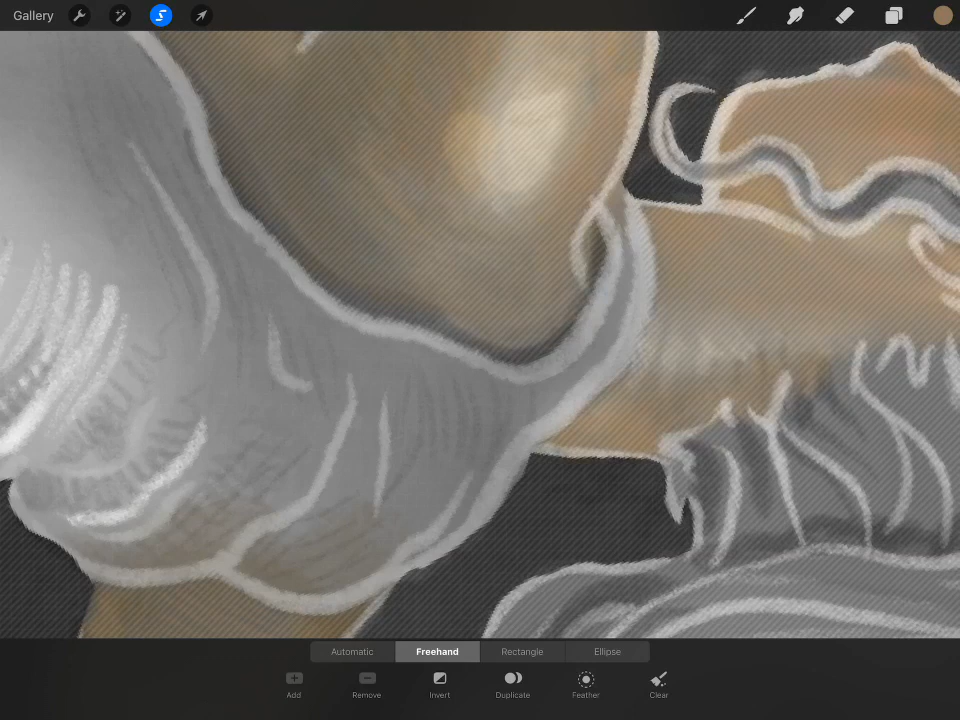 Gallery
Automatic Freehand Rectangle Ellipse
Add Remove Invert Duplicate Feather Clear